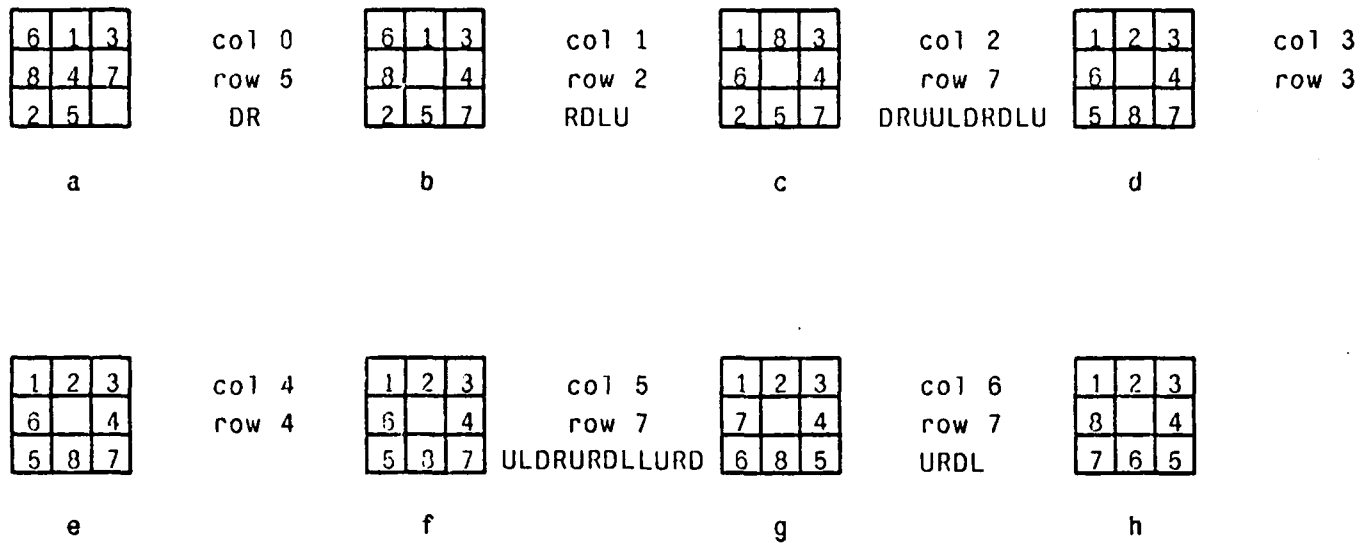 6 1 3 col 0 6 1 3 col 1 1 8 3 col 2 1 2 3 col 3
8 4 7 row 5 8 4 row 2 6 4 row 7 6 4 row 3
2 5 DR 2 5 7 RDLU 2 5 7 DRUULDRDLU 5 8 7
a b c d
1 2 3 col 4 1 2 3 col 5 1 2 3 col 6 1 2 3
6 4 row 4 6 4 row 7 7 4 row 7 8 4
5 8 7 5 8 7 ULDRURDLLURD 6 8 5 URDL 7 6 5
e f g h